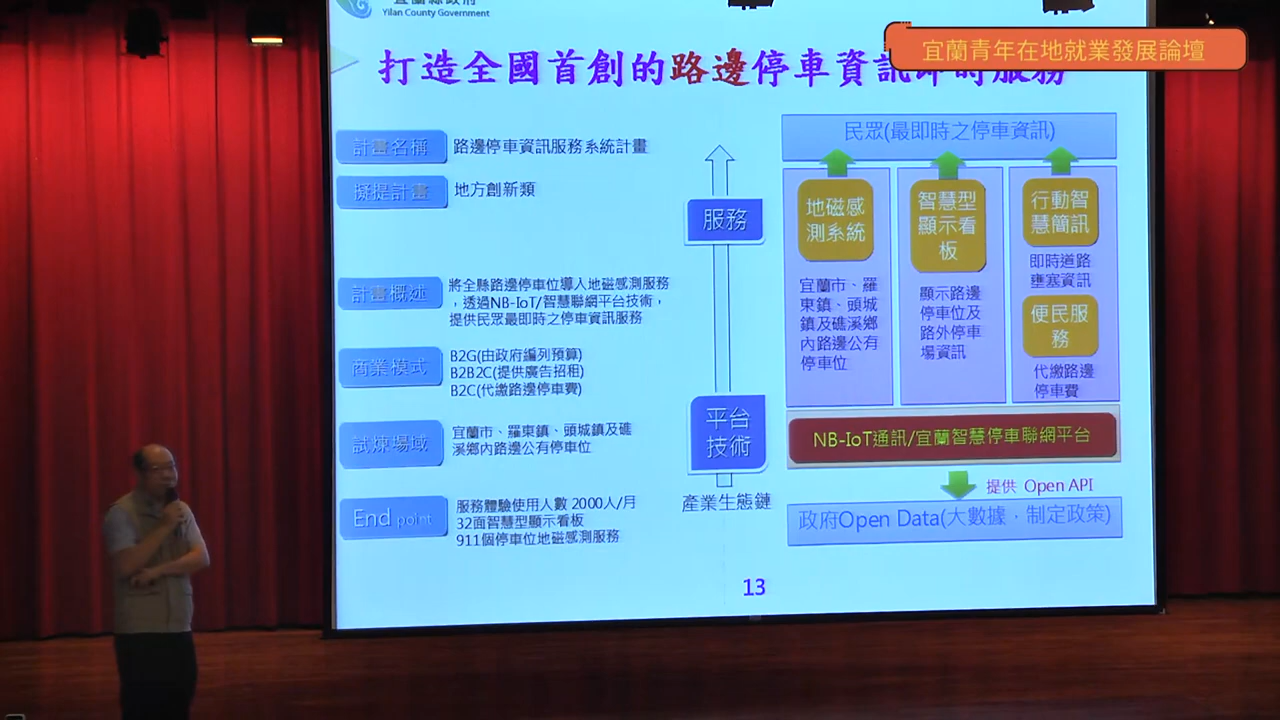 宜蘭縣政府
Yilan County Government
宜蘭青年在地就業發展論壇
打造全國首創的路邊停車資訊即時服務
計畫名稱
路邊停車資訊服務系統計畫
擬提計畫
地方創新類
計畫概述
將全縣路邊停車位導入地磁感測服務
，透過NB-IoT/智慧聯網平台技術，
提供民眾最即時之停車資訊服務
商業模式
B2G(由政府編列預算)
B2B2C(提供廣告招租)
B2C(代繳路邊停車費)
試煉場域
宜蘭市、羅東鎮、頭城鎮及礁
溪鄉內路邊公有停車位
End point
服務體驗使用人數 2000人/月
32面智慧型顯示看板
911個停車位地磁感測服務
服務
平台
技術
產業生態鏈
民眾(最即時之停車資訊)
地磁感
測系統
宜蘭市、羅
東鎮、頭城
鎮及礁溪鄉
內路邊公有
停車位
智慧型
顯示看
板
顯示路邊
停車位及
路外停車
場資訊
行動智
慧簡訊
即時道路
壅塞資訊
便民服
務
代繳路邊
停車費
NB-IoT通訊/宜蘭智慧停車聯網平台
提供 Open API
政府Open Data(大數據，制定政策)
13